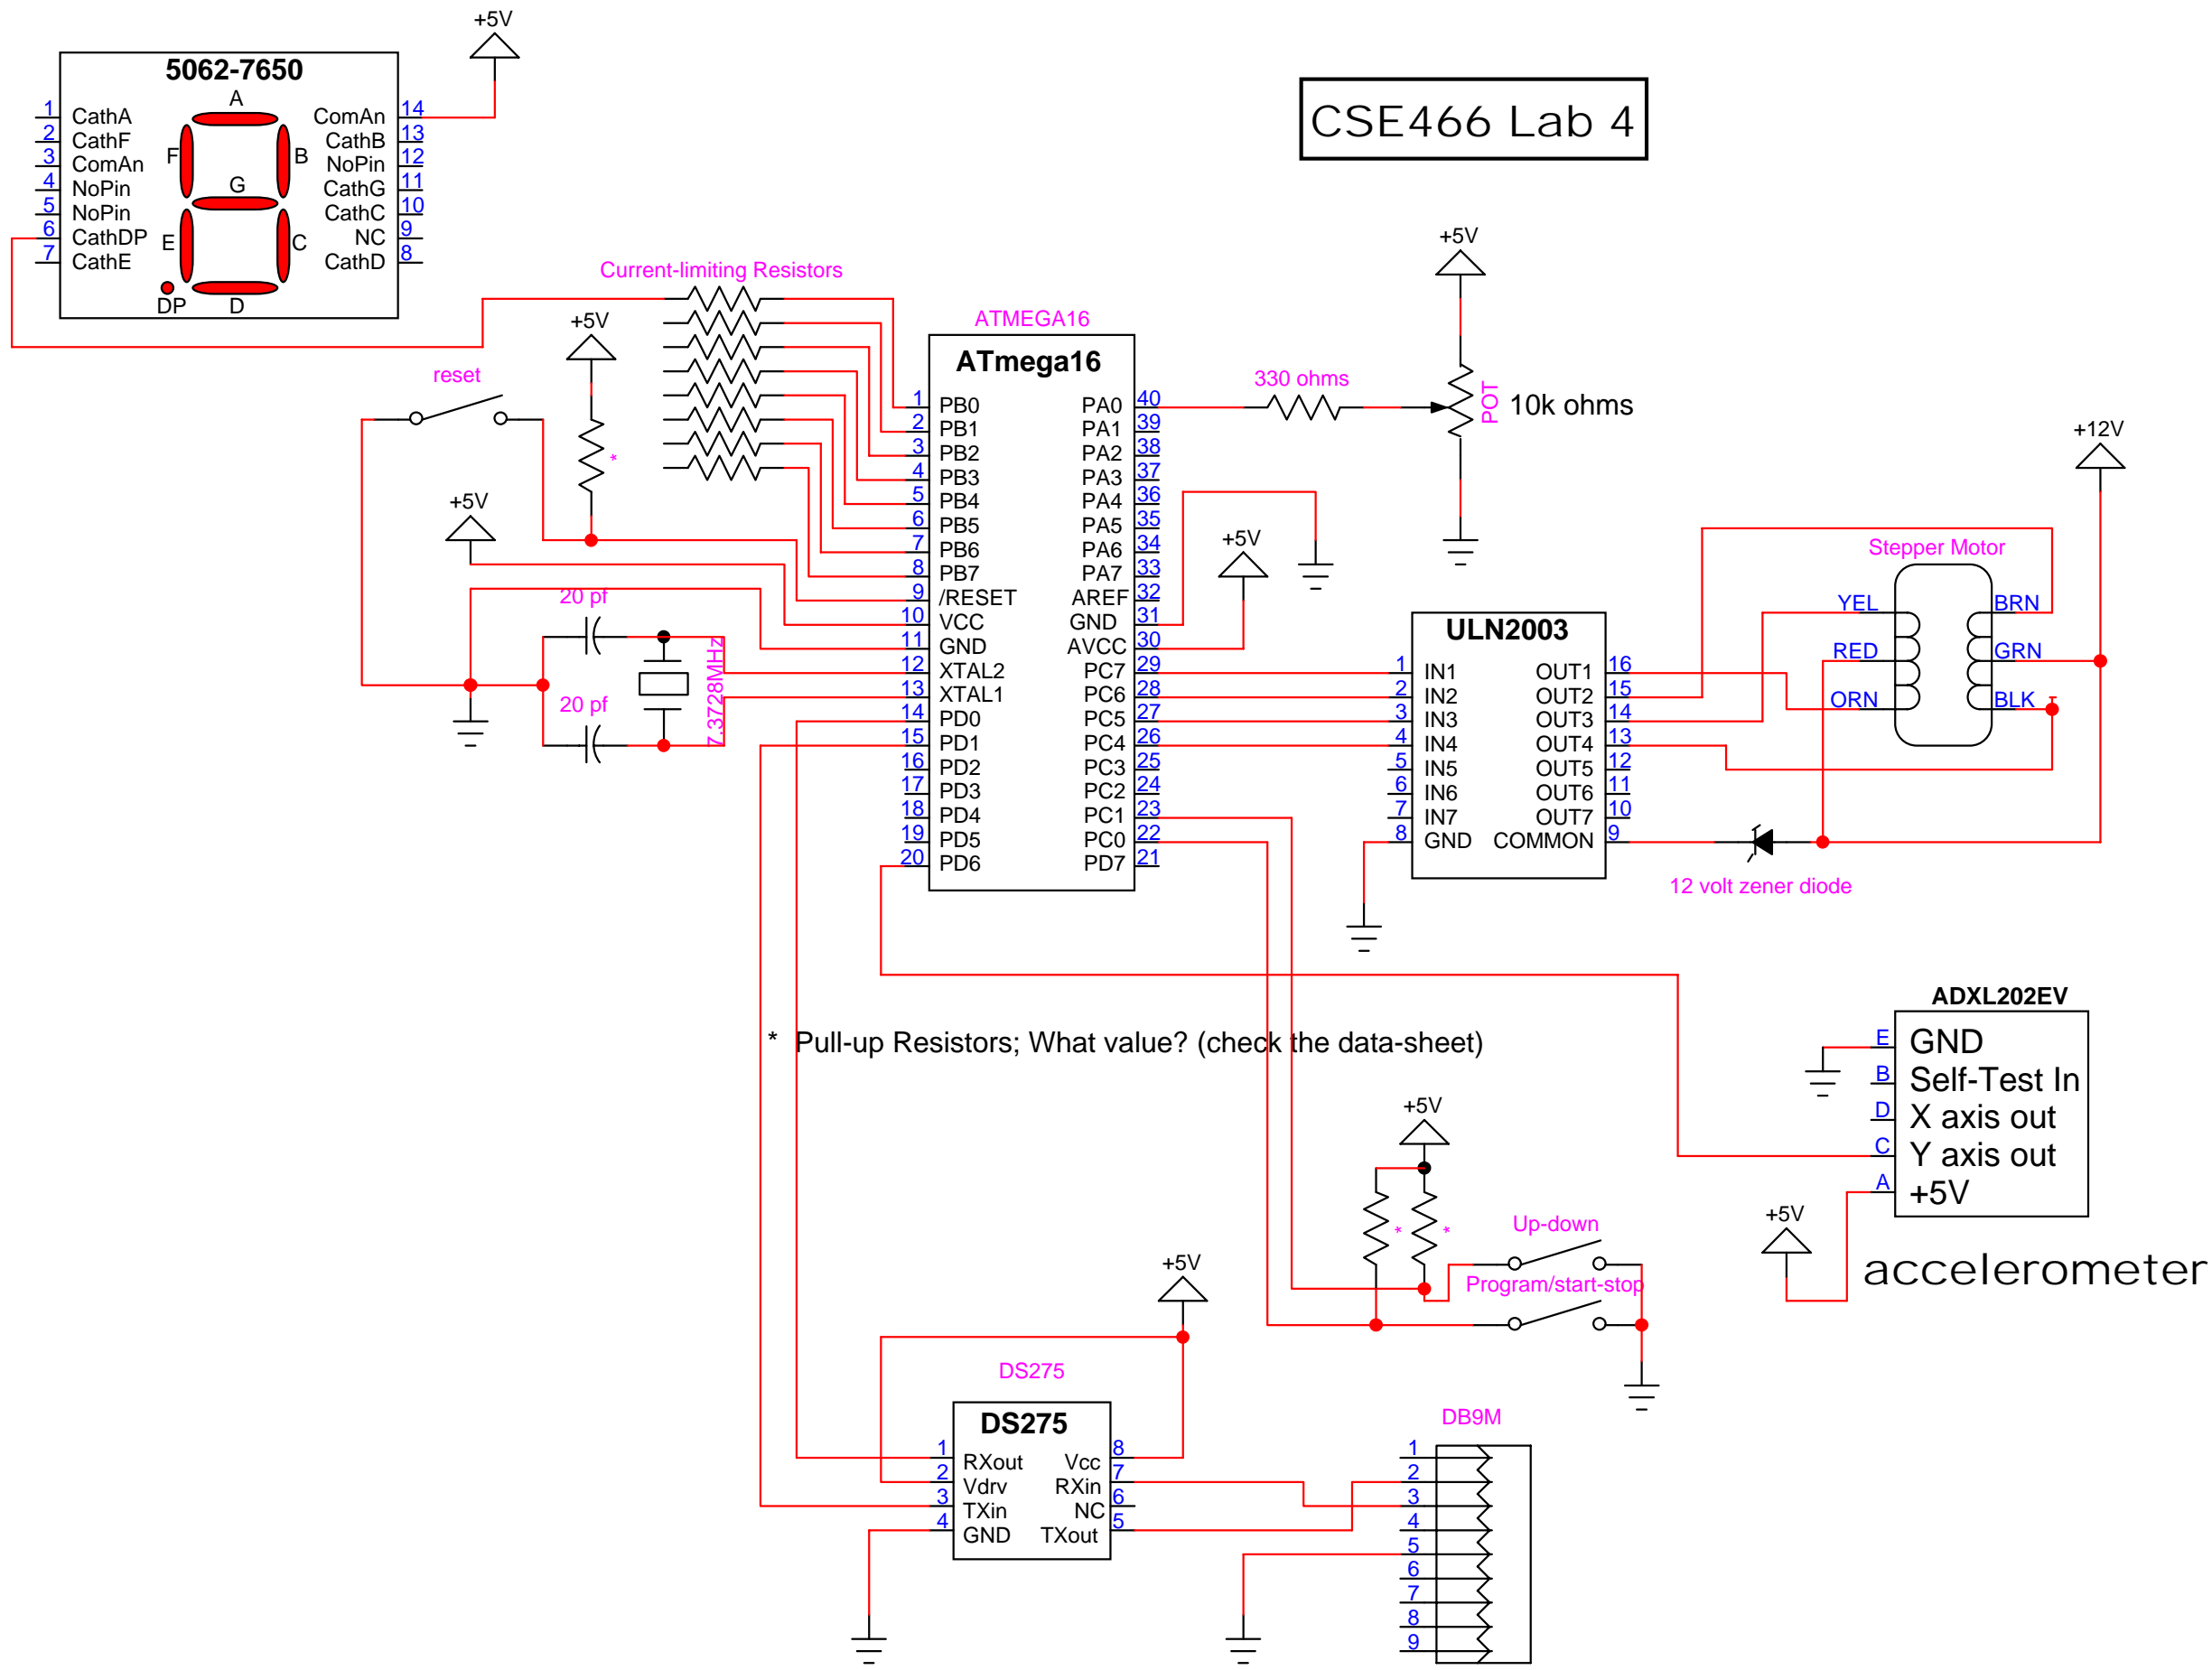 CSE466 Lab 4
+5V
5062-7650
A
F
B
G
E
C
DP
D
1 CathA
2 CathF
3 ComAn
4 NoPin
5 NoPin
6 CathDP
7 CathE
ComAn 14
CathB 13
NoPin 12
CathG 11
CathC 10
NC 9
CathD 8
Current-limiting Resistors
+5V
reset
*
+5V
20 pf
20 pf
7.3728MHz
ATMEGA16
ATmega16
1 PB0
2 PB1
3 PB2
4 PB3
5 PB4
6 PB5
7 PB6
8 PB7
9 /RESET
10 VCC
11 GND
12 XTAL2
13 XTAL1
14 PD0
15 PD1
16 PD2
17 PD3
18 PD4
19 PD5
20 PD6
PA0 40
PA1 39
PA2 38
PA3 37
PA4 36
PA5 35
PA6 34
PA7 33
AREF 32
GND 31
AVCC 30
PC7 29
PC6 28
PC5 27
PC4 26
PC3 25
PC2 24
PC1 23
PC0 22
PD7 21
330 ohms
+5V
POT
10k ohms
+5V
ULN2003
1 IN1
2 IN2
3 IN3
4 IN4
5 IN5
6 IN6
7 IN7
8 GND
OUT1 16
OUT2 15
OUT3 14
OUT4 13
OUT5 12
OUT6 11
OUT7 10
COMMON 9
+12V
Stepper Motor
YEL
RED
ORN
BRN
GRN
BLK
12 volt zener diode
ADXL202EV
E GND
B Self-Test In
D X axis out
C Y axis out
A +5V
+5V
accelerometer
* Pull-up Resistors; What value? (check the data-sheet)
+5V
*
*
Up-down
Program/start-stop
+5V
DS275
DS275
1 RXout
2 Vdrv
3 TXin
4 GND
Vcc 8
RXin 7
NC 6
TXout 5
DB9M
1
2
3
4
5
6
7
8
9